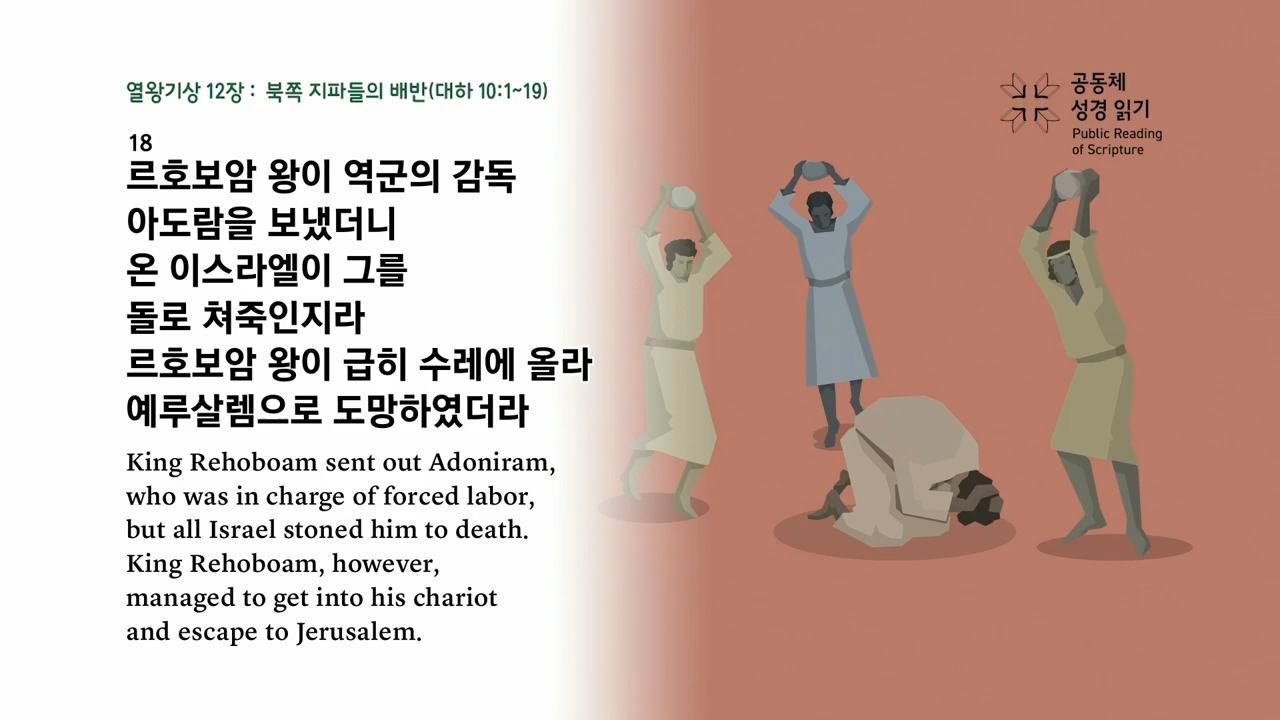 열왕기상 12장 : 북쪽 지파들의 배반(대하 10:1~19)
공동체
성경 읽기
Public Reading
of Scripture
18
르호보암 왕이 역군의 감독
아도람을 보냈더니
온 이스라엘이 그를
돌로 쳐죽인지라
르호보암 왕이 급히 수레에 올라
예루살렘으로 도망하였더라
King Rehoboam sent out Adoniram,
who was in charge of forced labor,
but all Israel stoned him to death.
King Rehoboam, however,
managed to get into his chariot
and escape to Jerusalem.